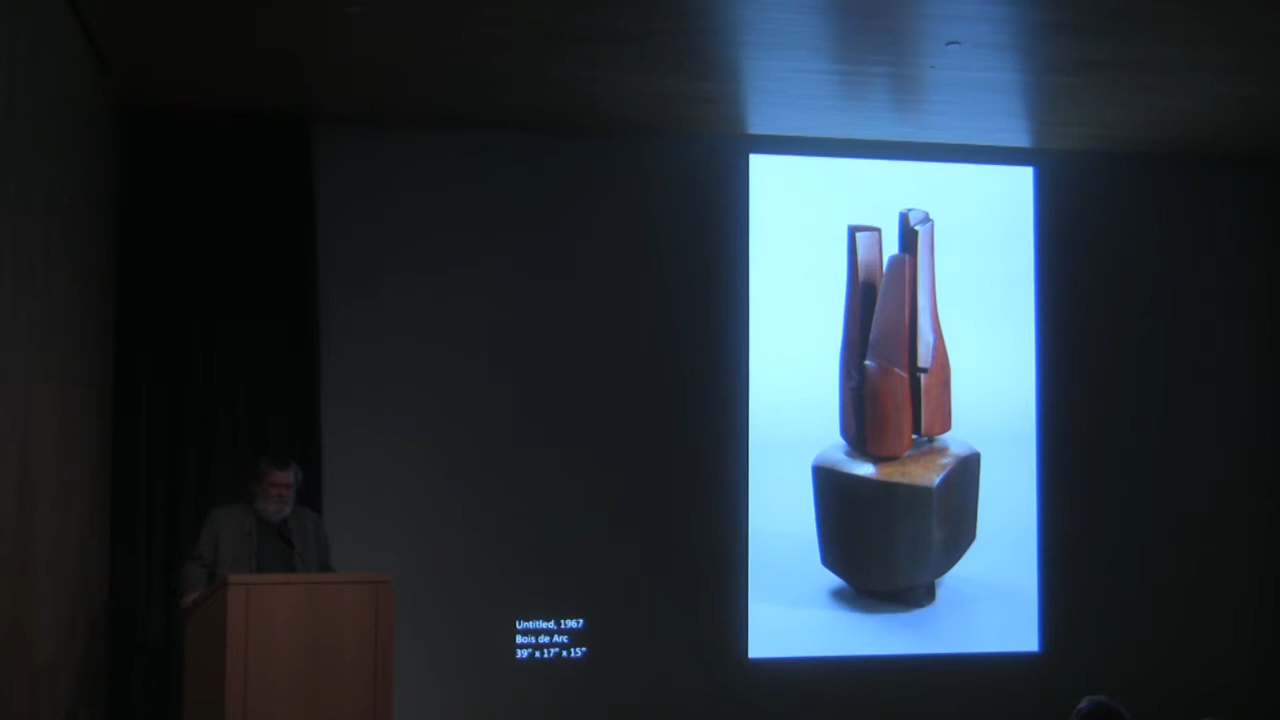 Untitled, 1967
Bois de Arc
39" x 17" x 15"